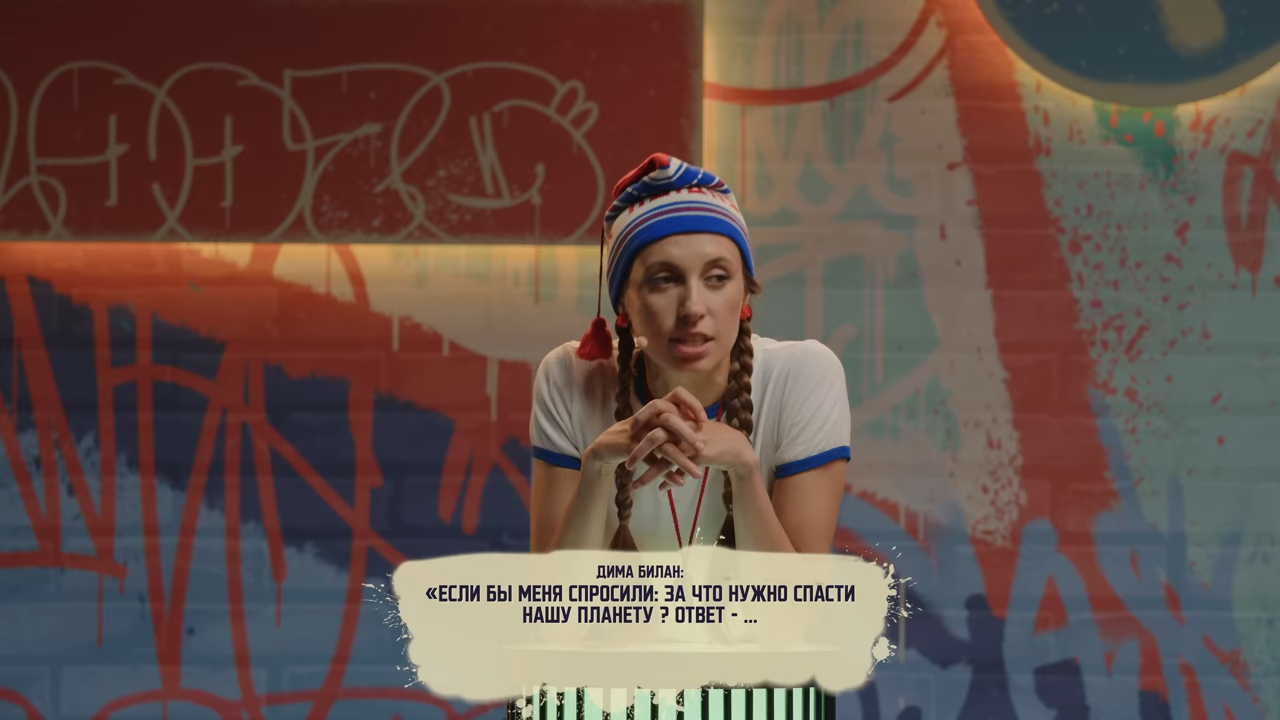 ДИМА БИЛАН:
«ЕСЛИ БЫ МЕНЯ СПРОСИЛИ: ЗА ЧТО НУЖНО СПАСТИ
НАШУ ПЛАНЕТУ ? ОТВЕТ - ...